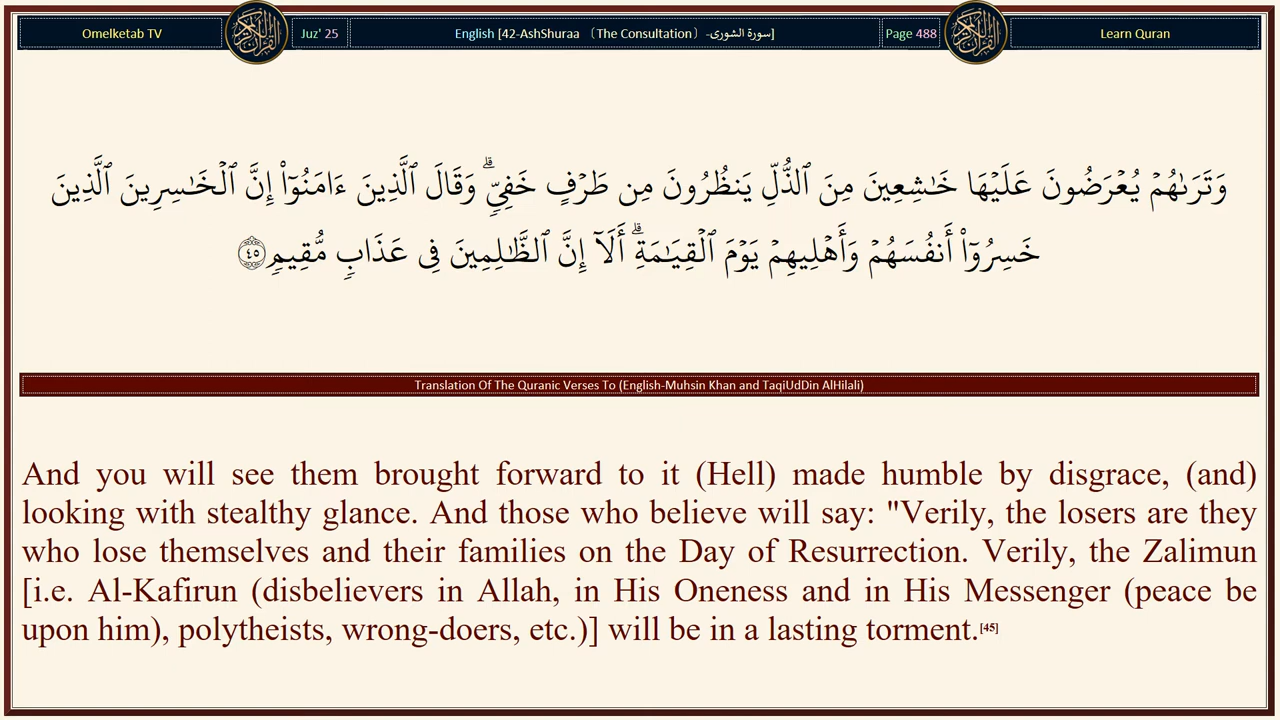 Omelketab TV
Juz' 25
English [42-AshShuraa (The Consultation) -سورة الشورى]
Page 488
Learn Quran
وَتَرَىٰهُمۡ يُعۡرَضُونَ عَلَيۡهَا خَٰشِعِينَ مِنَ ٱلذُّلِّ يَنظُرُونَ مِن طَرۡفٍ خَفِيّٖۗ وَقَالَ ٱلَّذِينَ ءَامَنُوٓاْ إِنَّ ٱلۡخَٰسِرِينَ ٱلَّذِينَ
خَسِرُوٓاْ أَنفُسَهُمۡ وَأَهۡلِيهِمۡ يَوۡمَ ٱلۡقِيَٰمَةِۗ أَلَآ إِنَّ ٱلظَّٰلِمِينَ فِي عَذَابٖ مُّقِيمٖ ٤٥
Translation Of The Quranic Verses To (English-Muhsin Khan and TaqiUdDin AlHilali)
And you will see them brought forward to it (Hell) made humble by disgrace, (and)
looking with stealthy glance. And those who believe will say: "Verily, the losers are they
who lose themselves and their families on the Day of Resurrection. Verily, the Zalimun
[i.e. Al-Kafirun (disbelievers in Allah, in His Oneness and in His Messenger (peace be
upon him), polytheists, wrong-doers, etc.)] will be in a lasting torment.[45]